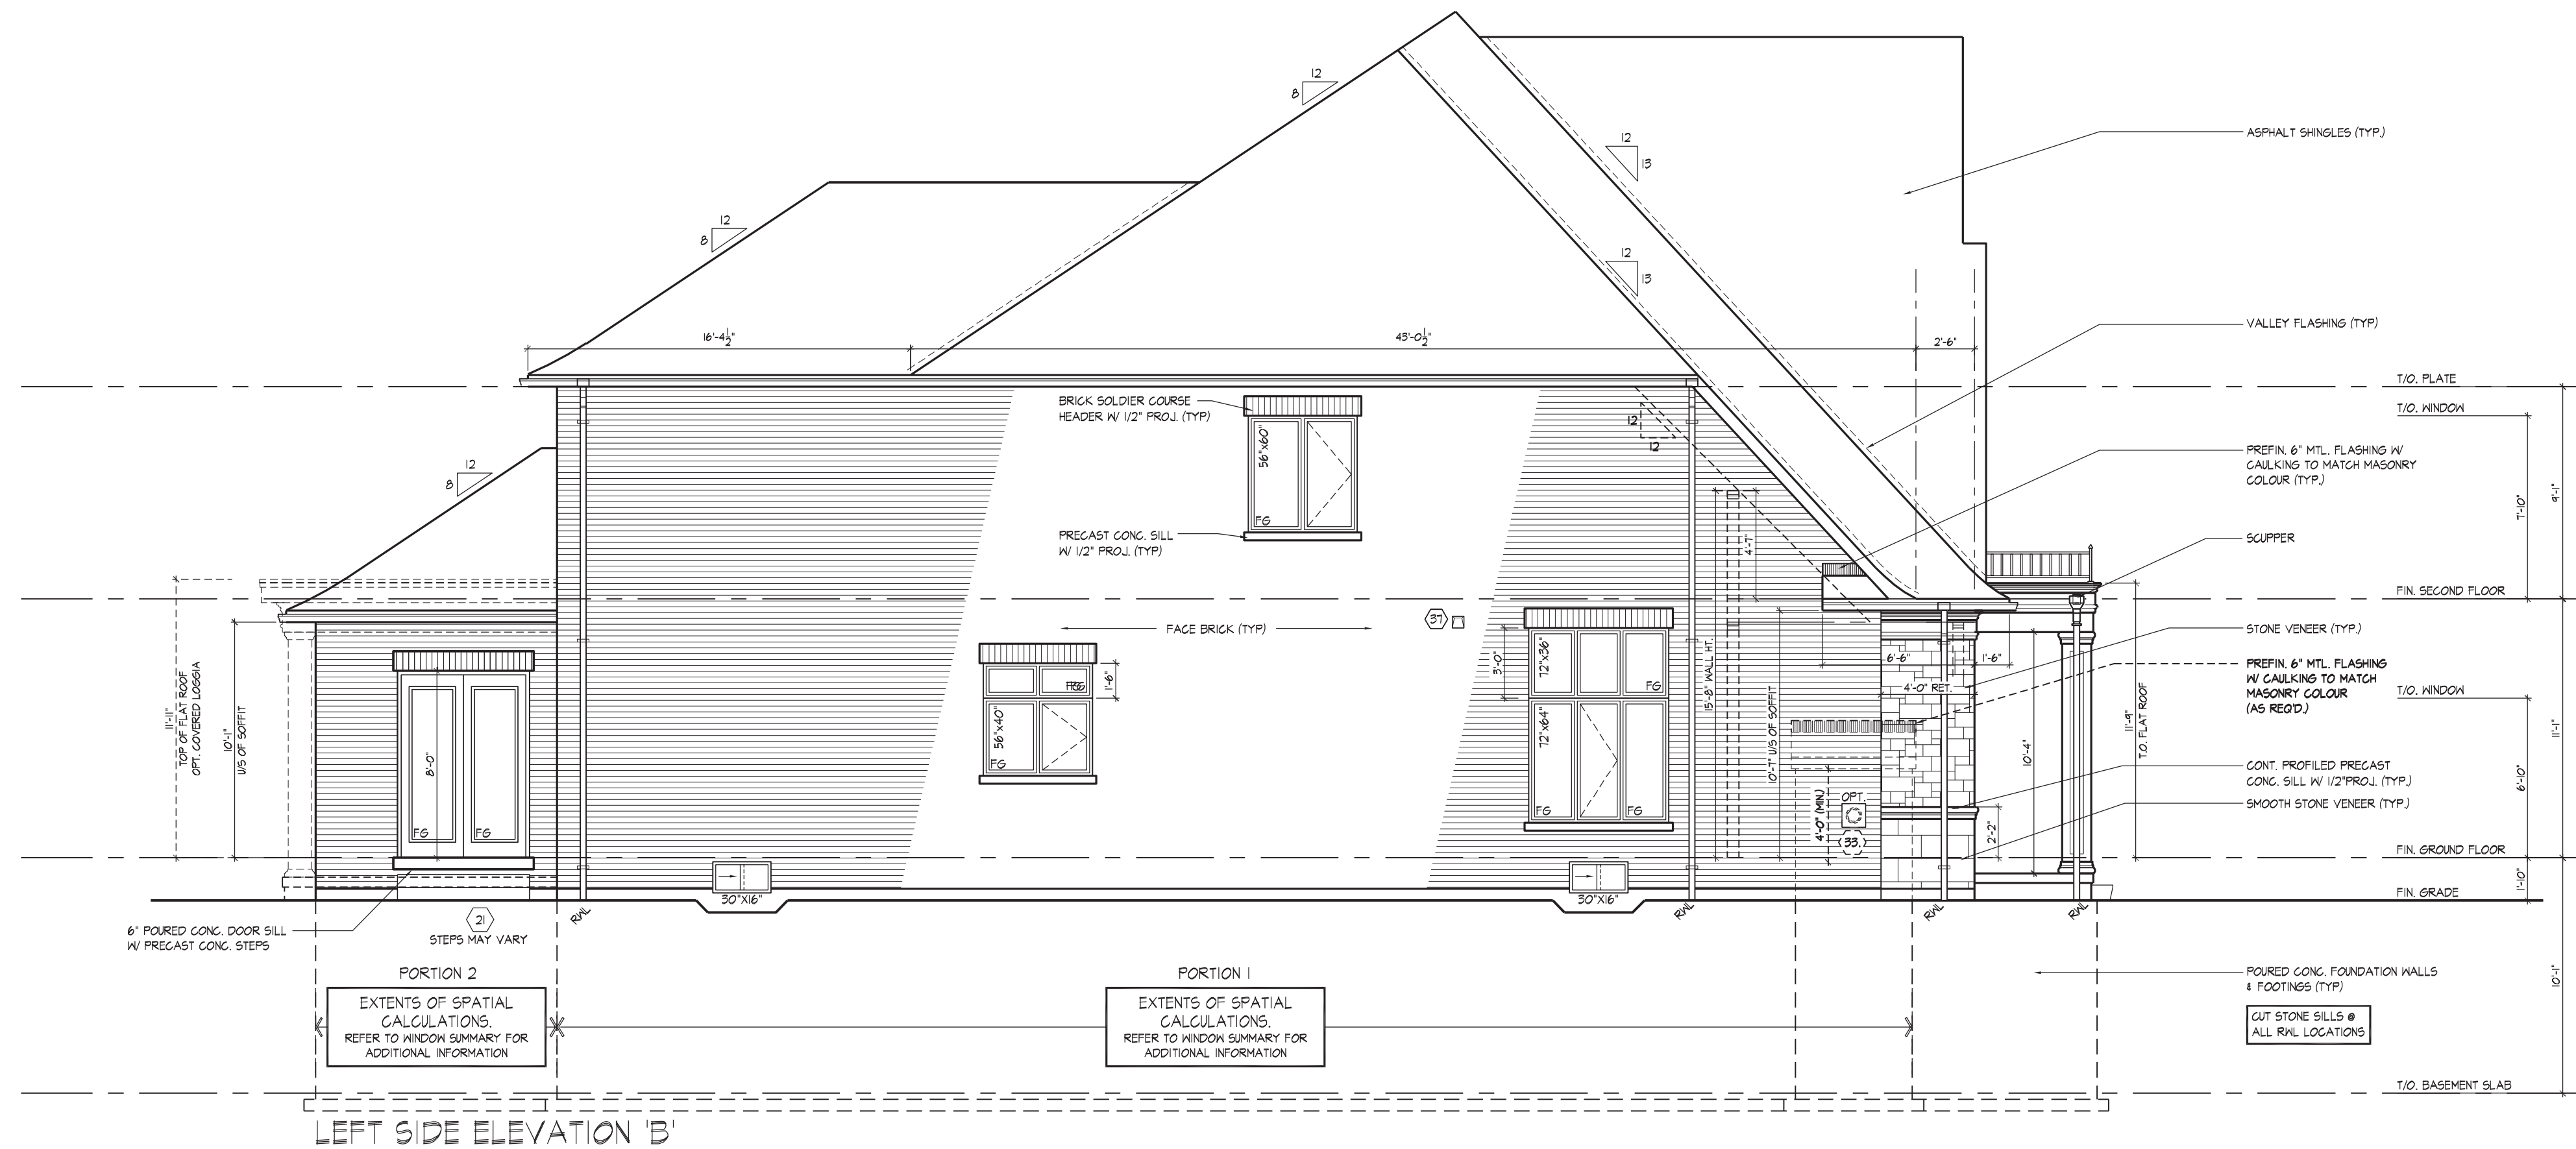 12
8
12
13
ASPHALT SHINGLES (TYP.)
12
8
12
13
16'-4 1/2"
43'-0 1/2"
2'-6"
VALLEY FLASHING (TYP)
T/O. PLATE
T/O. WINDOW
BRICK SOLDIER COURSE
HEADER W/ 1/2" PROJ. (TYP)
56"x60"
FG
12
12
PREFIN. 6" MTL. FLASHING W/
CAULKING TO MATCH MASONRY
COLOUR (TYP.)
12
8
7'-10"
9'-1"
PRECAST CONC. SILL
W/ 1/2" PROJ. (TYP)
4'-7"
SCUPPER
FIN. SECOND FLOOR
FACE BRICK (TYP)
37
STONE VENEER (TYP.)
11'-11"
TOP OF FLAT ROOF
OPT. COVERED LOGGIA
10'-1"
U/S OF SOFFIT
8'-0"
FG
FG
FG
1'-6"
56"x40"
FG
3'-0"
72"x36"
FG
72"x64"
FG
FG
15'-8" WALL HT.
10'-7" U/S OF SOFFIT
6'-6"
1'-6"
4'-0" RET.
PREFIN. 6" MTL. FLASHING
W/ CAULKING TO MATCH
MASONRY COLOUR
(AS REQ'D.)
T/O. WINDOW
4'-0" (MIN.)
OPT.
33.
2'-2"
10'-4"
11'-9"
T.O. FLAT ROOF
CONT. PROFILED PRECAST
CONC. SILL W/ 1/2"PROJ. (TYP.)
SMOOTH STONE VENEER (TYP.)
6'-10"
11'-1"
FIN. GROUND FLOOR
1'-10"
FIN. GRADE
30"X16"
30"X16"
RWL
RWL
RWL
RWL
6" POURED CONC. DOOR SILL
W/ PRECAST CONC. STEPS
21
STEPS MAY VARY
PORTION 2
EXTENTS OF SPATIAL
CALCULATIONS.
REFER TO WINDOW SUMMARY FOR
ADDITIONAL INFORMATION
PORTION 1
EXTENTS OF SPATIAL
CALCULATIONS.
REFER TO WINDOW SUMMARY FOR
ADDITIONAL INFORMATION
POURED CONC. FOUNDATION WALLS
& FOOTINGS (TYP)
10'-1"
CUT STONE SILLS @
ALL RWL LOCATIONS
T/O. BASEMENT SLAB
LEFT SIDE ELEVATION 'B'